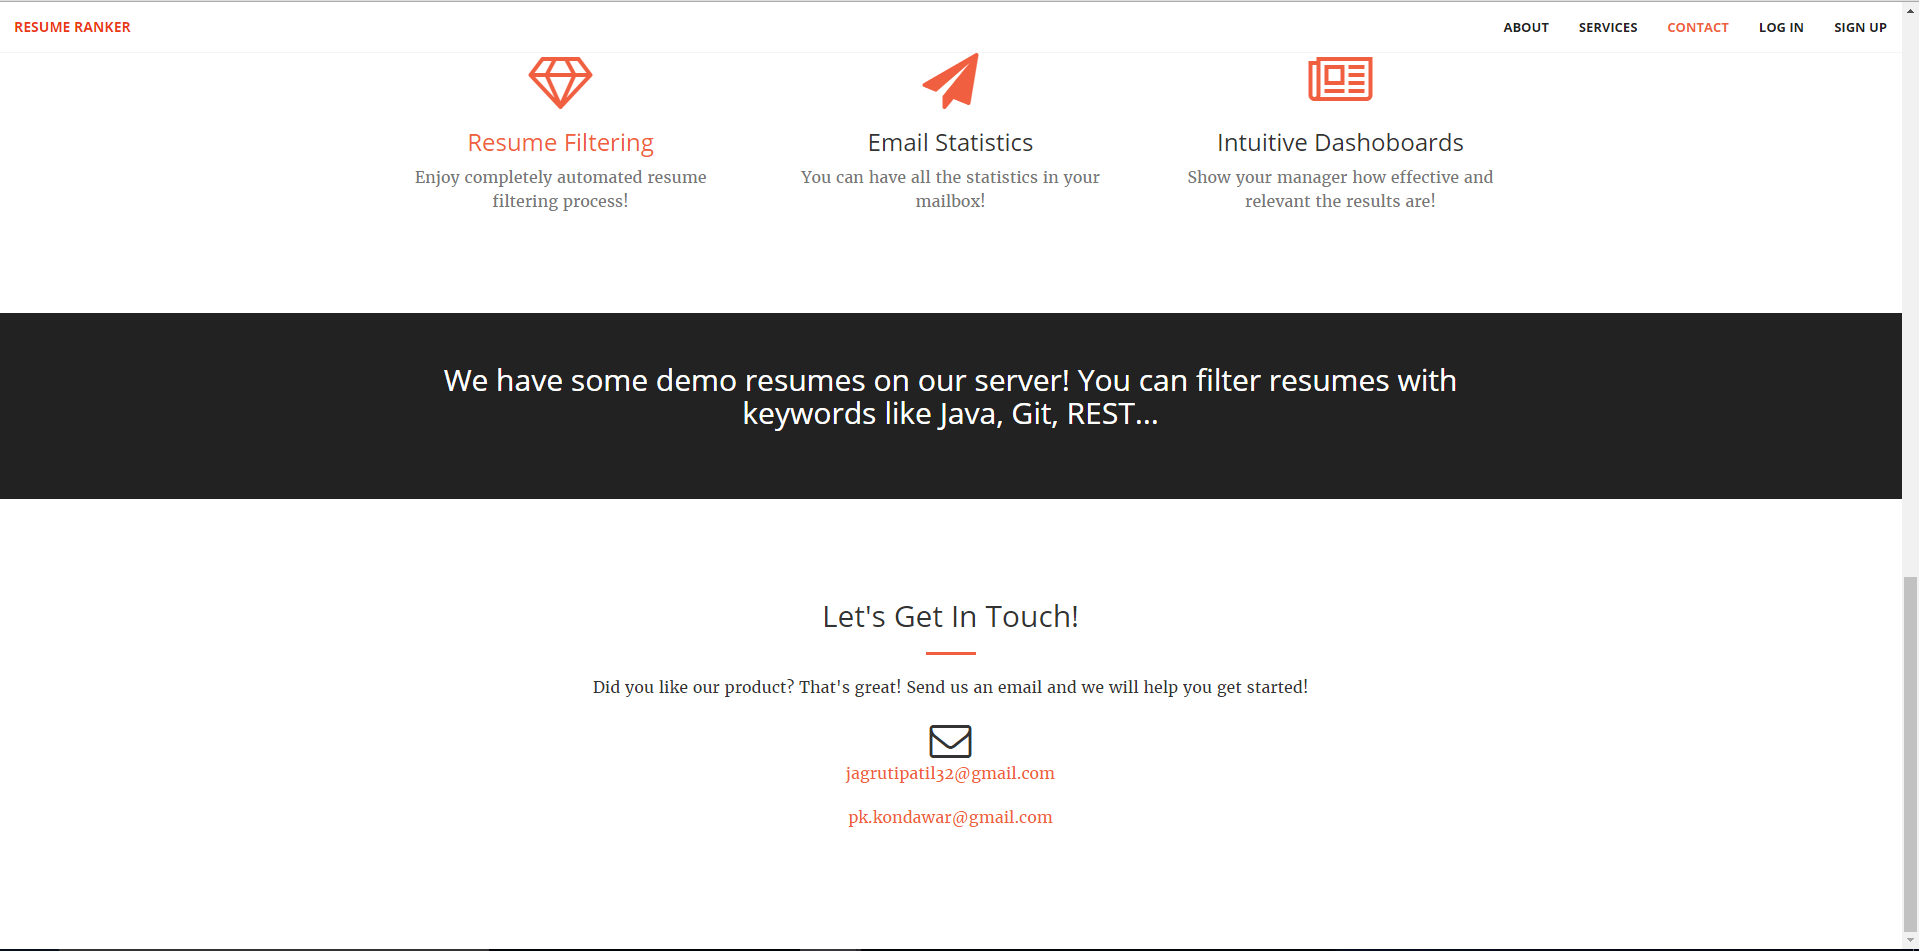 RESUME RANKER
ABOUT SERVICES CONTACT LOG IN SIGN UP
Resume Filtering
Enjoy completely automated resume
filtering process!
Email Statistics
You can have all the statistics in your
mailbox!
Intuitive Dashoboards
Show your manager how effective and
relevant the results are!
We have some demo resumes on our server! You can filter resumes with
keywords like Java, Git, REST...
Let's Get In Touch!
Did you like our product? That's great! Send us an email and we will help you get started!
jagrutipatil32@gmail.com
pk.kondawar@gmail.com